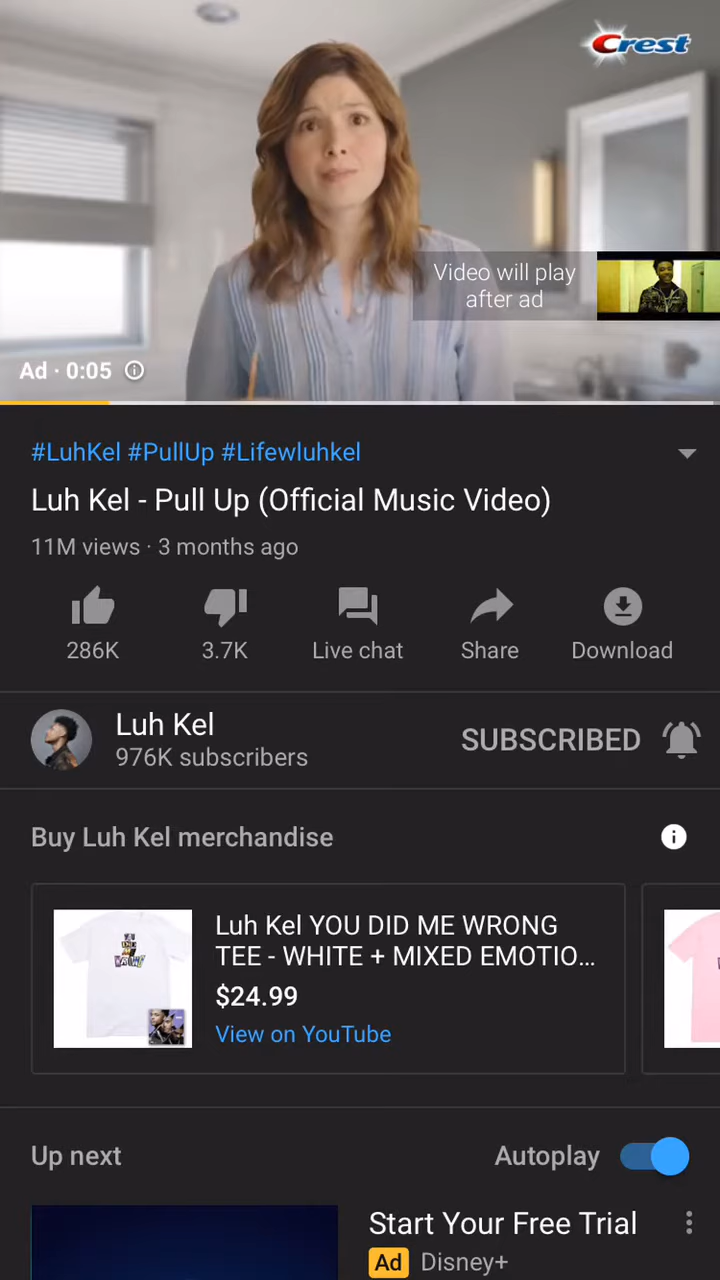 Crest
Video will play
after ad
Ad · 0:05
#LuhKel #PullUp #Lifewluhkel
Luh Kel - Pull Up (Official Music Video)
11M views · 3 months ago
286K
3.7K
Live chat
Share
Download
Luh Kel
976K subscribers
SUBSCRIBED
Buy Luh Kel merchandise
Luh Kel YOU DID ME WRONG
TEE - WHITE + MIXED EMOTIO...
$24.99
View on YouTube
Up next
Autoplay
Start Your Free Trial
Ad Disney+